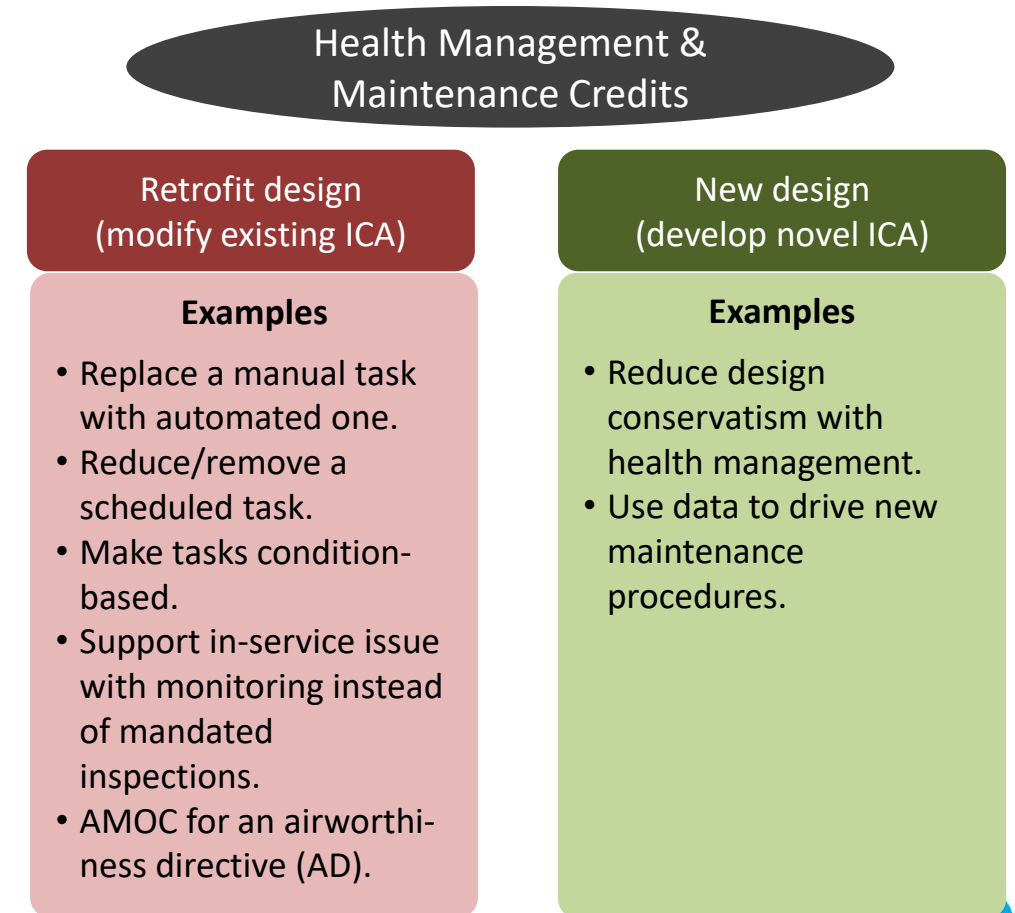 Health Management &
Maintenance Credits
Retrofit design
(modify existing ICA)
Examples
• Replace a manual task
with automated one.
• Reduce/remove a
scheduled task.
• Make tasks condition-
based.
• Support in-service issue
with monitoring instead
of mandated
inspections.
• AMOC for an airworthi-
ness directive (AD).
New design
(develop novel ICA)
Examples
• Reduce design
conservatism with
health management.
• Use data to drive new
maintenance
procedures.